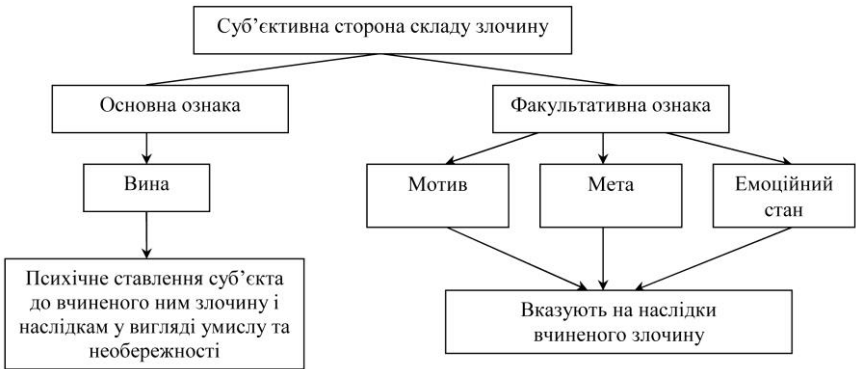 Суб’єктивна сторона складу злочину
Основна ознака
Факультативна ознака
Вина
Мотив
Мета
Емоційний
стан
Психічне ставлення суб’єкта
до вчиненого ним злочину і
наслідкам у вигляді умислу та
необережності
Вказують на наслідки
вчиненого злочину